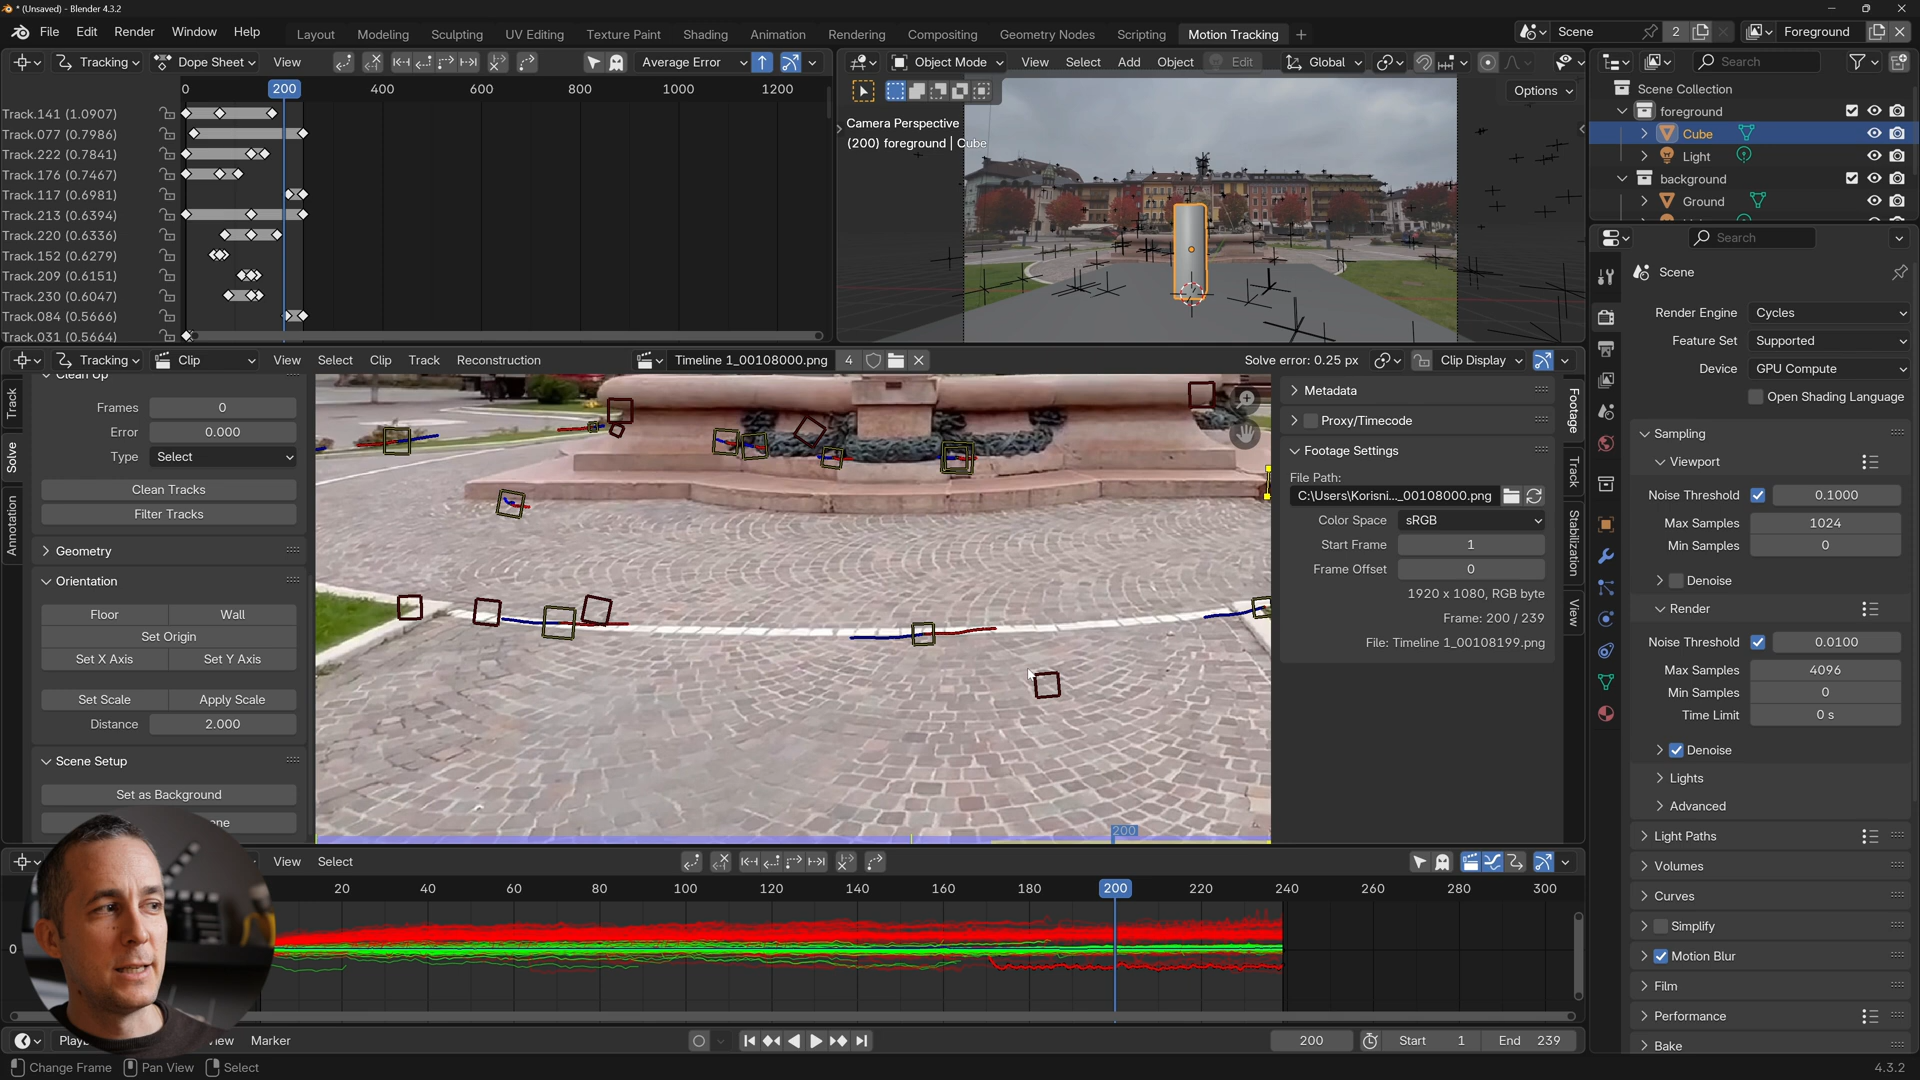 * (Unsaved) - Blender 4.3.2
File Edit Render Window Help Layout Modeling Sculpting UV Editing Texture Paint Shading Animation Rendering Compositing Geometry Nodes Scripting Motion Tracking + Scene 2 Foreground
Tracking Dope Sheet View Average Error
0 200 400 600 800 1000 1200
Track.141 (1.0907)
Track.077 (0.7986)
Track.222 (0.7841)
Track.176 (0.7467)
Track.117 (0.6981)
Track.213 (0.6394)
Track.220 (0.6336)
Track.152 (0.6279)
Track.209 (0.6151)
Track.230 (0.6047)
Track.084 (0.5666)
Track.031 (0.5664)
Object Mode View Select Add Object Edit Global
Options
Camera Perspective
(200) foreground | Cube
Search
Scene Collection
foreground
Cube
Light
background
Ground
Tracking Clip View Select Clip Track Reconstruction Timeline 1_00108000.png 4 Solve error: 0.25 px Clip Display
Track
Solve
Annotation
Clean Up
Frames 0
Error 0.000
Type Select
Clean Tracks
Filter Tracks
Geometry
Orientation
Floor Wall
Set Origin
Set X Axis Set Y Axis
Set Scale Apply Scale
Distance 2.000
Scene Setup
Set as Background
ne
200
Metadata
Proxy/Timecode
Footage Settings
File Path:
C:\Users\Korisni..._00108000.png
Color Space sRGB
Start Frame 1
Frame Offset 0
1920 x 1080, RGB byte
Frame: 200 / 239
File: Timeline 1_00108199.png
Footage
Track
Stabilization
View
Search
Scene
Render Engine Cycles
Feature Set Supported
Device GPU Compute
Open Shading Language
Sampling
Viewport
Noise Threshold 0.1000
Max Samples 1024
Min Samples 0
Denoise
Render
Noise Threshold 0.0100
Max Samples 4096
Min Samples 0
Time Limit 0 s
Denoise
Lights
Advanced
Light Paths
Volumes
Curves
Simplify
Motion Blur
Film
Performance
Bake
View Select
20 40 60 80 100 120 140 160 180 200 220 240 260 280 300
0
Playb iew Marker 200 Start 1 End 239
Change Frame Pan View Select 4.3.2